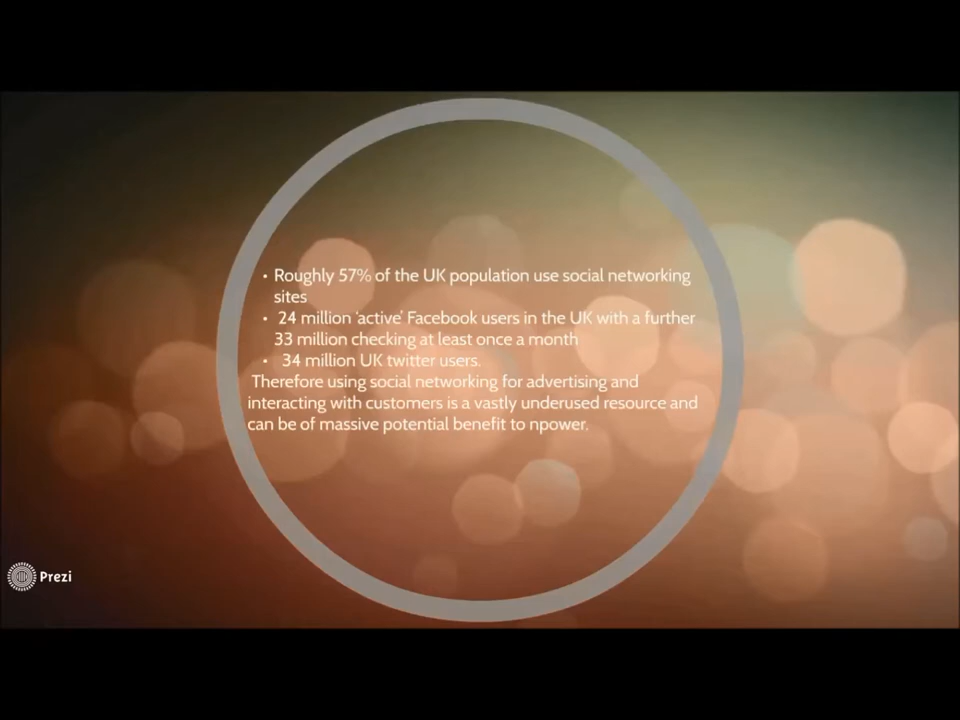 • Roughly 57% of the UK population use social networking
sites
• 24 million 'active' Facebook users in the UK with a further
33 million checking at least once a month
• 34 million UK twitter users.
Therefore using social networking for advertising and
interacting with customers is a vastly underused resource and
can be of massive potential benefit to npower.
Prezi